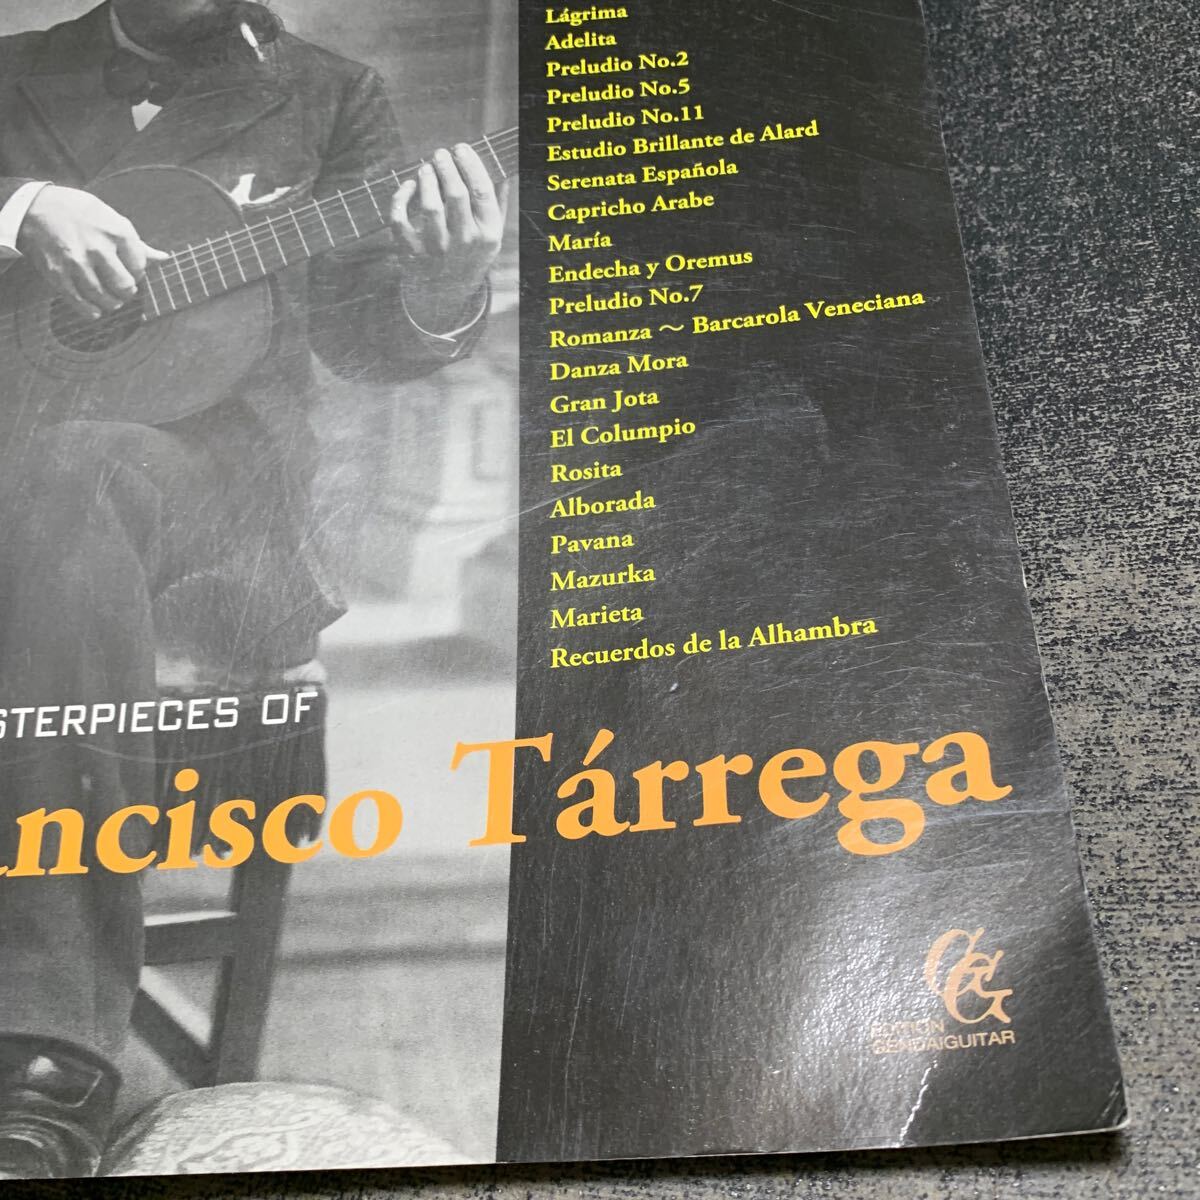 Lágrima
Adelita
Preludio No.2
Preludio No.5
Preludio No.11
Estudio Brillante de Alard
Serenata Española
Capricho Arabe
María
Endecha y Oremus
Preludio No.7
Romanza ～ Barcarola Veneciana
Danza Mora
Gran Jota
El Columpio
Rosita
Alborada
Pavana
Mazurka
Marieta
Recuerdos de la Alhambra
STERPIECES OF
ancisco Tárrega
GG
EDITION
GENDAIGUITAR